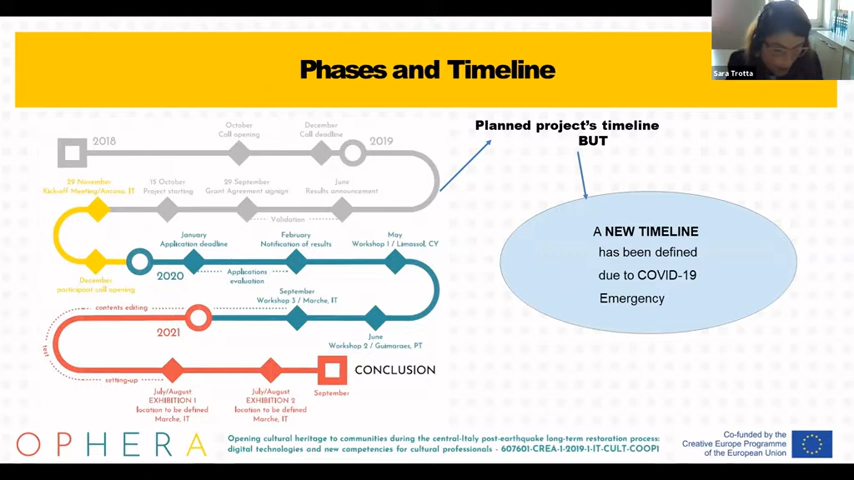 Phases and Timeline
Sara Trotta
Planned project's timeline
BUT
A NEW TIMELINE
has been defined
due to COVID-19
Emergency
2018
October
Call opening
December
Call deadline
2019
29 November
Kickoff Meeting/Ancona, IT
15 October
Project starting
29 September
Grant Agreement signign
June
Results announcement
Validation
December
participant call opening
2020
January
Application deadline
February
Notification of results
May
Workshop 1 / Limassol, CY
Applications
evaluation
contents editing
2021
September
Workshop 3 / Marche, IT
June
Workshop 2 / Guimaraes, PT
setting-up
July/August
EXHIBITION 1
location to be defined
Marche, IT
July/August
EXHIBITION 2
location to be defined
Marche, IT
September
CONCLUSION
OPHERA
Opening cultural heritage to communities during the central-Italy post-earthquake long-term restoration process:
digital technologies and new competencies for cultural professionals - 607601-CREA-1-2019-1-IT-CULT-COOP1
Co-funded by the
Creative Europe Programme
of the European Union